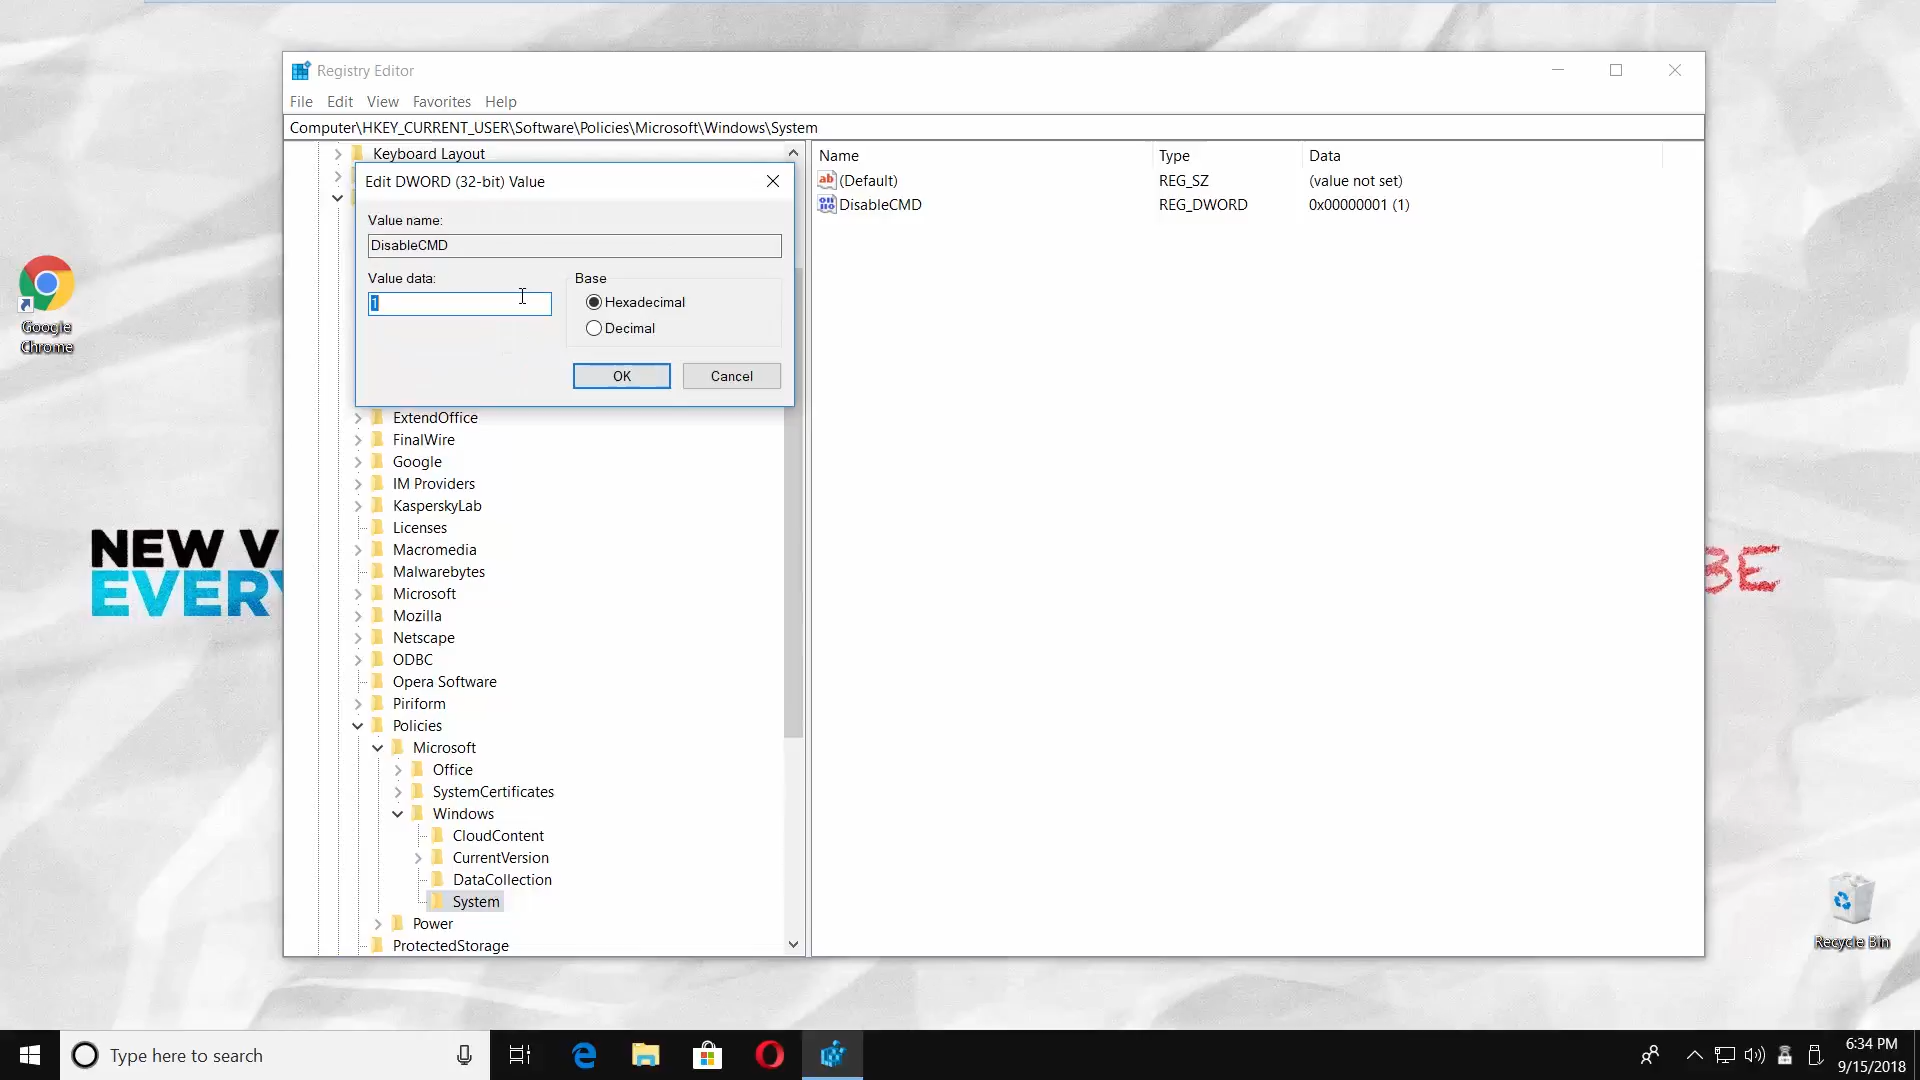 Registry Editor
File Edit View Favorites Help
Computer\HKEY_CURRENT_USER\Software\Policies\Microsoft\Windows\System
Keyboard Layout
Edit DWORD (32-bit) Value
Value name:
DisableCMD
Value data:
1
Base
Hexadecimal
Decimal
OK Cancel
ExtendOffice
FinalWire
Google
IM Providers
KasperskyLab
Licenses
Macromedia
Malwarebytes
Microsoft
Mozilla
Netscape
ODBC
Opera Software
Piriform
Policies
Microsoft
Office
SystemCertificates
Windows
CloudContent
CurrentVersion
DataCollection
System
Power
ProtectedStorage
Name Type Data
(Default) REG_SZ (value not set)
DisableCMD REG_DWORD 0x00000001 (1)
Google
Chrome
NEW V
EVERY
BE
Recycle Bin
Type here to search
6:34 PM
9/15/2018